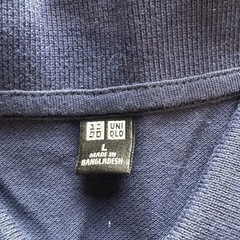 ユニ UNI
クロ QLO
L
MADE IN
BANGLADESH